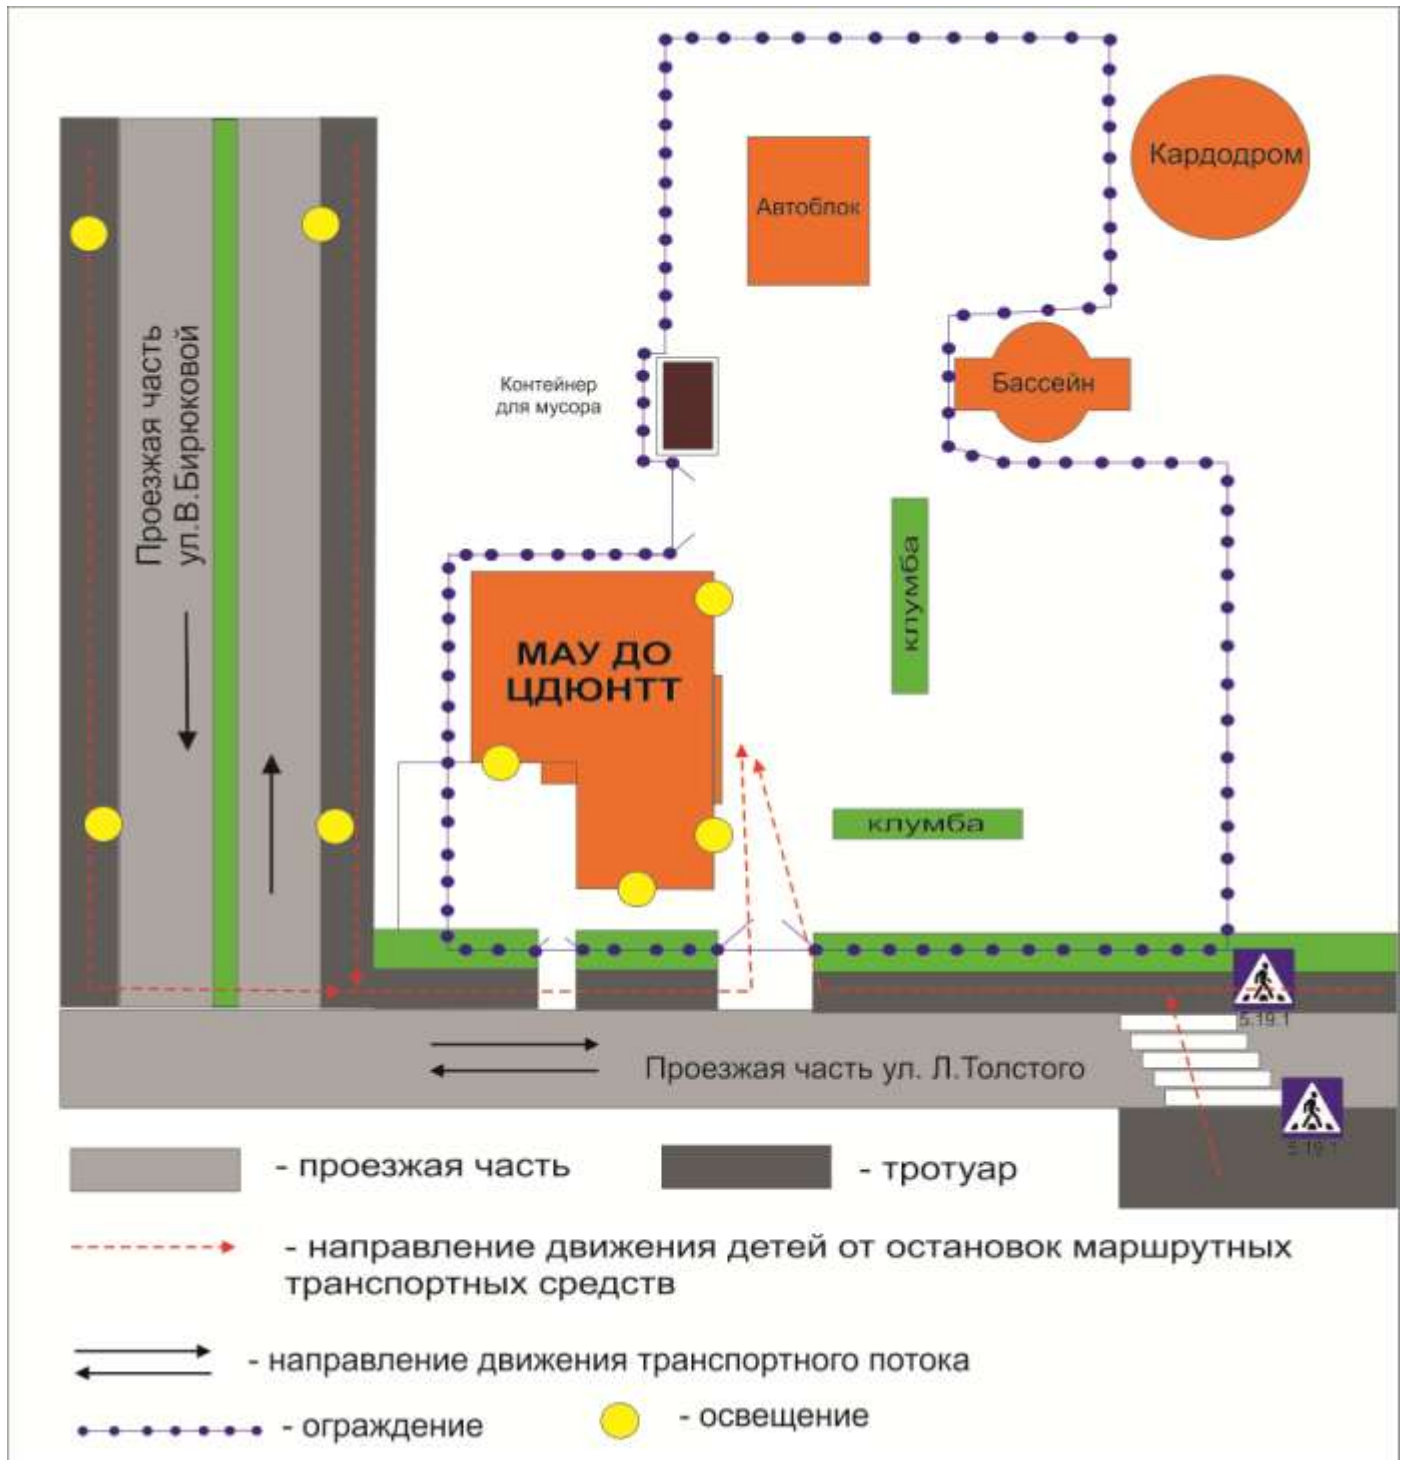 Кардодром
Автоблок
Проезжая часть
ул.В.Бирюковой
Контейнер
для мусора
Бассейн
клумба
МАУ ДО
ЦДЮНТТ
клумба
5.19.1
Проезжая часть ул. Л.Толстого
5.19.1
- проезжая часть
- тротуар
- направление движения детей от остановок маршрутных
транспортных средств
- направление движения транспортного потока
- ограждение
- освещение